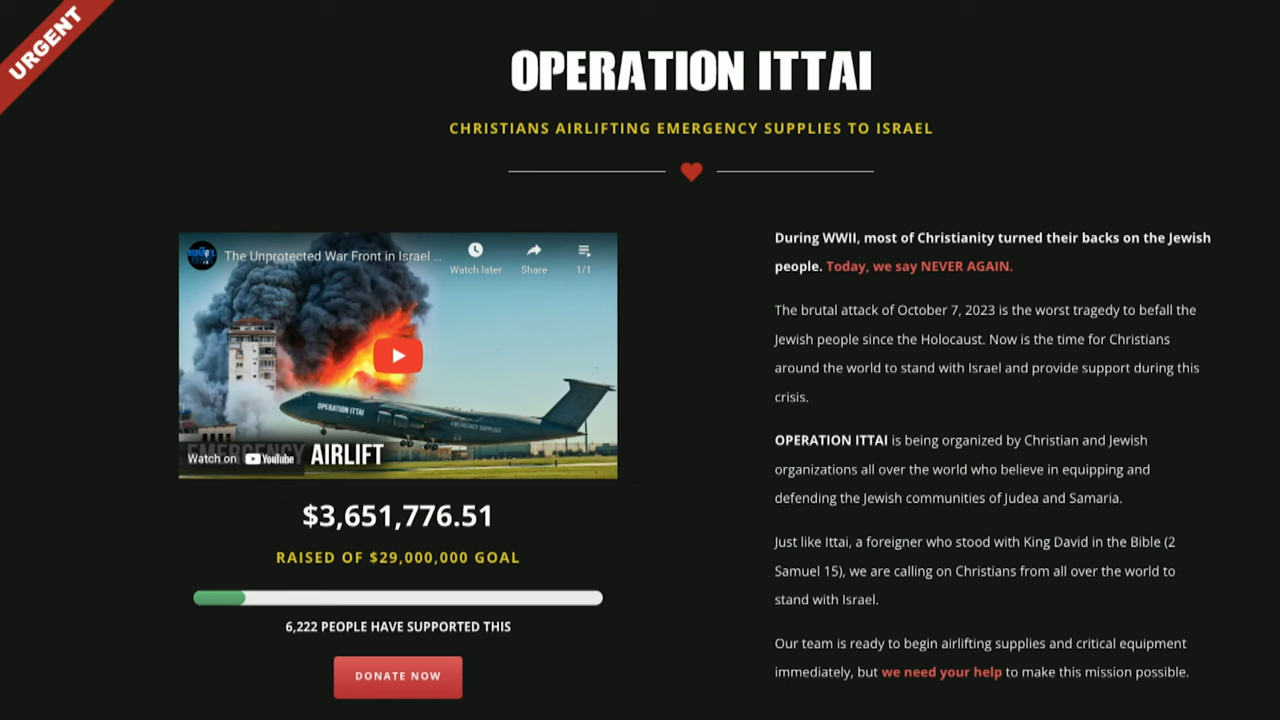 URGENT
OPERATION ITTAI
CHRISTIANS AIRLIFTING EMERGENCY SUPPLIES TO ISRAEL
The Unprotected War Front in Israel ...
Watch later
Share
1/1
OPERATION ITTAI
EMERGENCY SUPPLIES
EMERGENCY AIRLIFT
Watch on YouTube
$3,651,776.51
RAISED OF $29,000,000 GOAL
6,222 PEOPLE HAVE SUPPORTED THIS
DONATE NOW
During WWII, most of Christianity turned their backs on the Jewish
people. Today, we say NEVER AGAIN.
The brutal attack of October 7, 2023 is the worst tragedy to befall the
Jewish people since the Holocaust. Now is the time for Christians
around the world to stand with Israel and provide support during this
crisis.
OPERATION ITTAI is being organized by Christian and Jewish
organizations all over the world who believe in equipping and
defending the Jewish communities of Judea and Samaria.
Just like Ittai, a foreigner who stood with King David in the Bible (2
Samuel 15), we are calling on Christians from all over the world to
stand with Israel.
Our team is ready to begin airlifting supplies and critical equipment
immediately, but we need your help to make this mission possible.